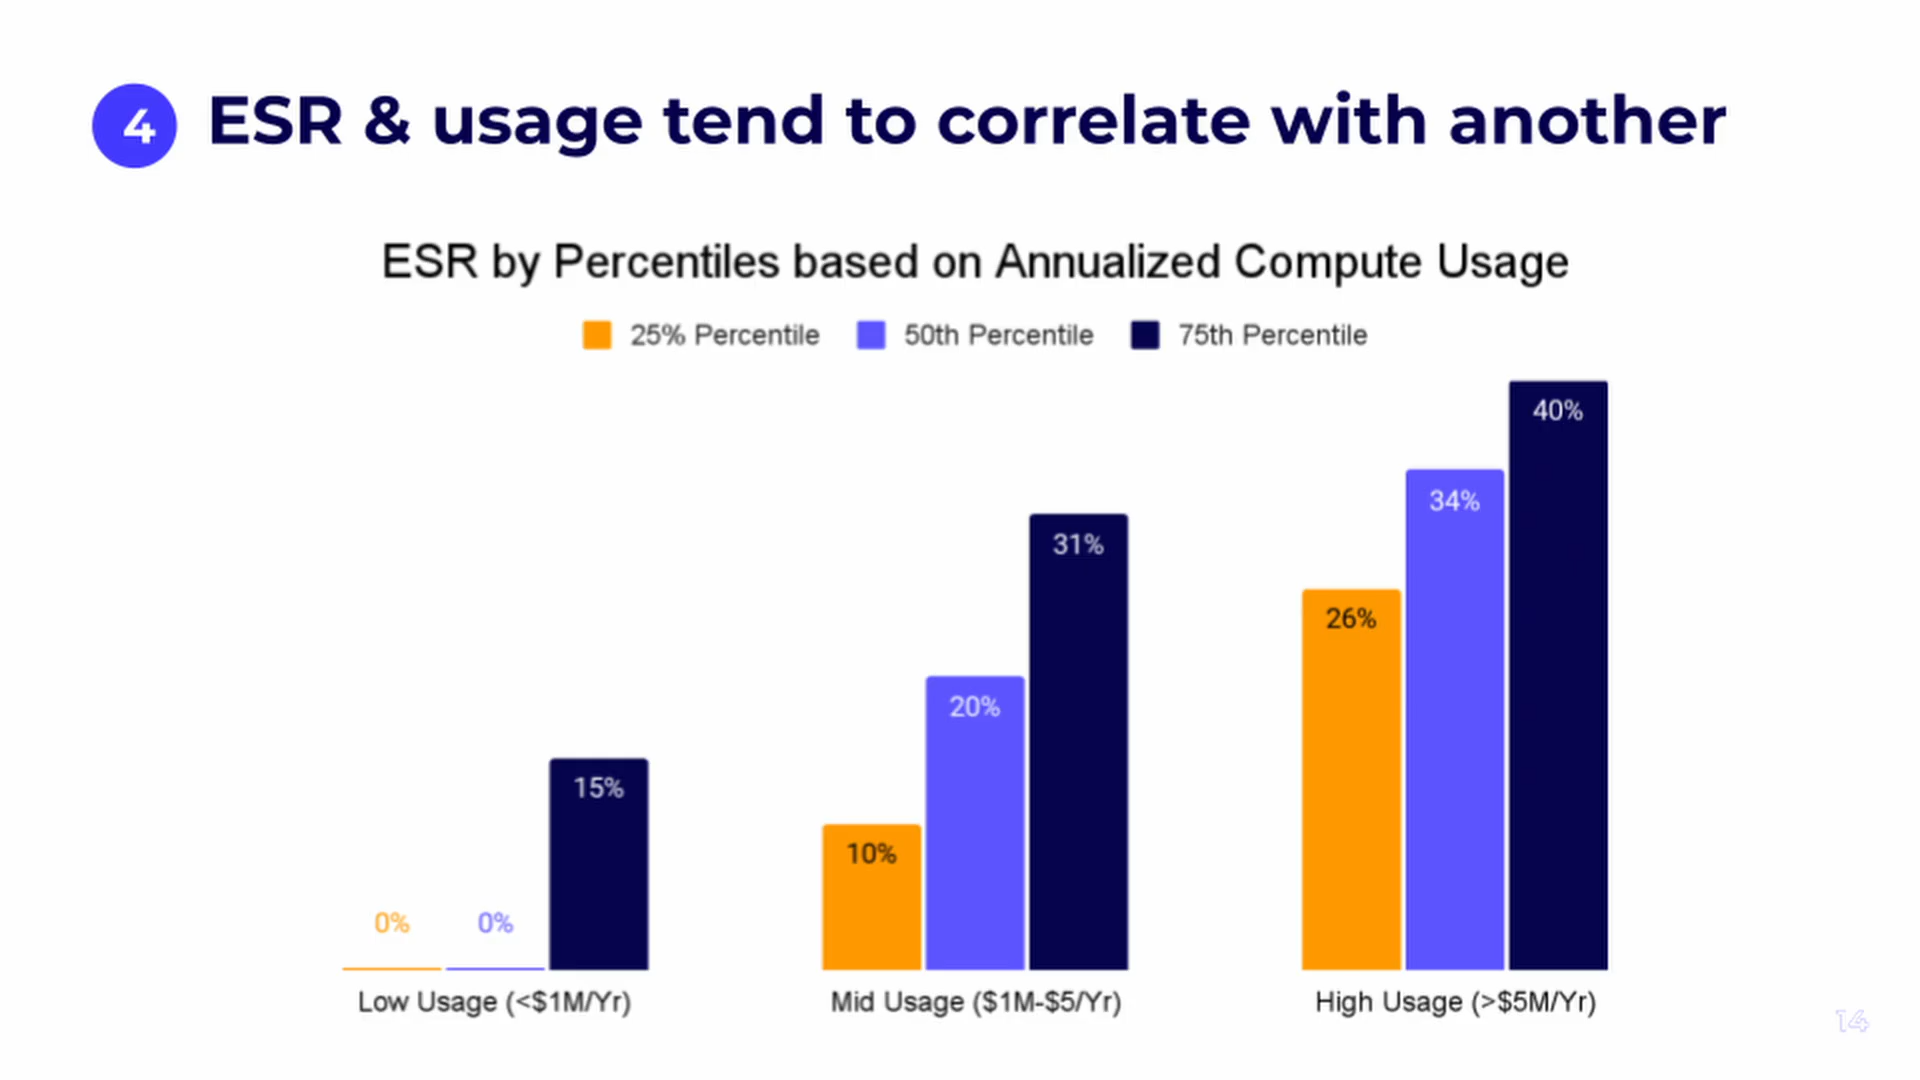 4
ESR & usage tend to correlate with another
ESR by Percentiles based on Annualized Compute Usage
25% Percentile 50th Percentile 75th Percentile
40%
34%
31%
26%
20%
15%
10%
0% 0%
Low Usage (<$1M/Yr) Mid Usage ($1M-$5/Yr) High Usage (>$5M/Yr)
14